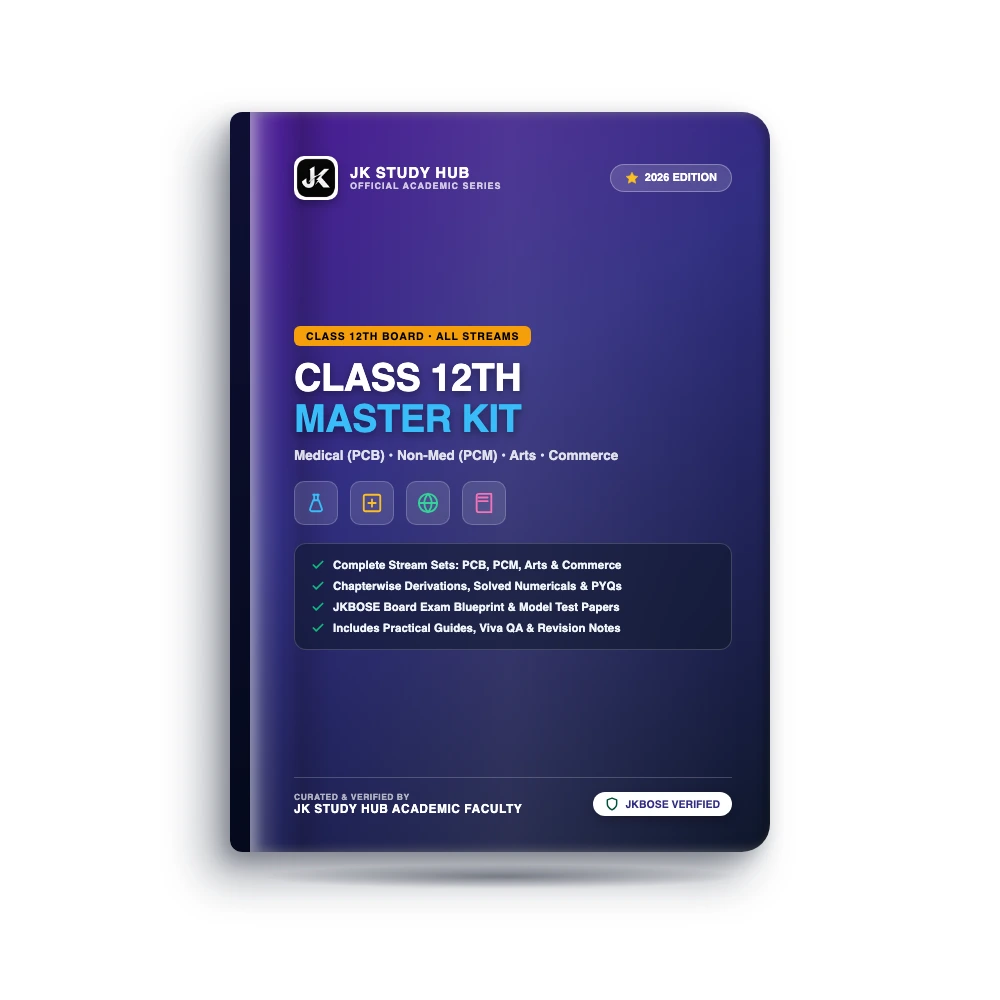 JK
JK STUDY HUB
OFFICIAL ACADEMIC SERIES
2026 EDITION
CLASS 12TH BOARD • ALL STREAMS
CLASS 12TH
MASTER KIT
Medical (PCB) • Non-Med (PCM) • Arts • Commerce
Complete Stream Sets: PCB, PCM, Arts & Commerce
Chapterwise Derivations, Solved Numericals & PYQs
JKBOSE Board Exam Blueprint & Model Test Papers
Includes Practical Guides, Viva QA & Revision Notes
CURATED & VERIFIED BY
JK STUDY HUB ACADEMIC FACULTY
JKBOSE VERIFIED